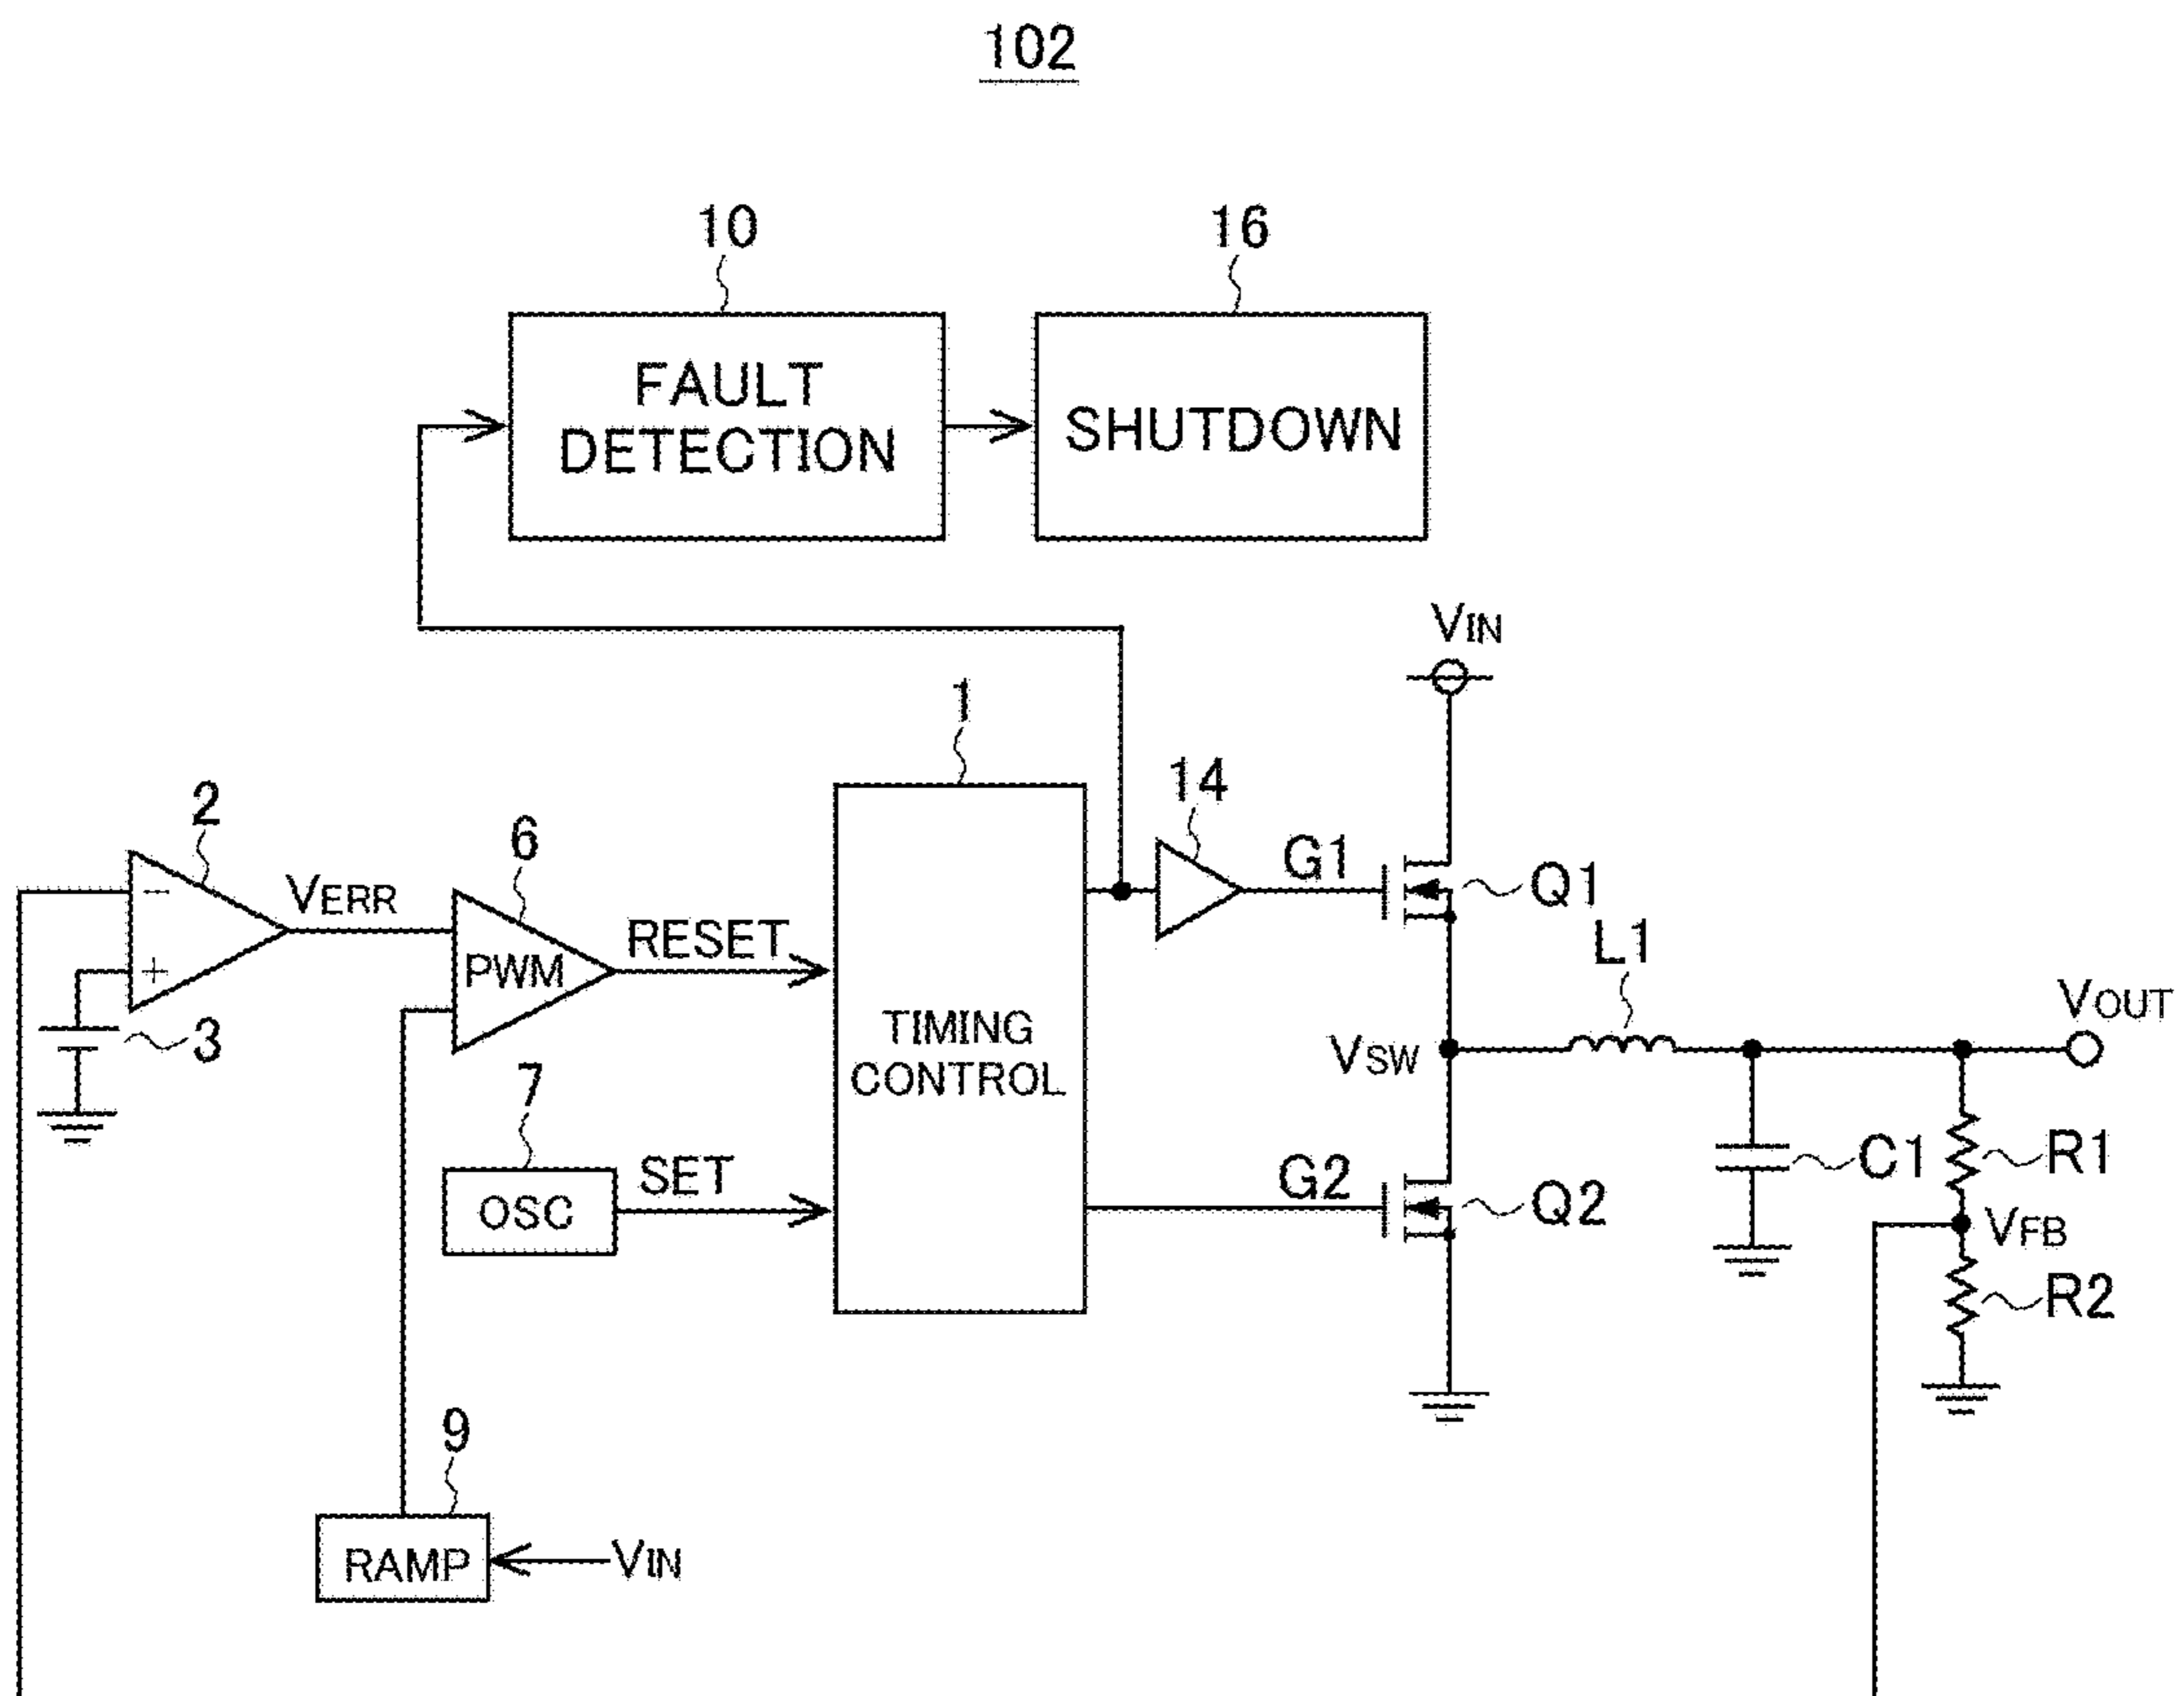 102
10
16
FAULT
DETECTION
SHUTDOWN
VIN
1
14
2
6
VERR
G1
Q1
−
RESET
L1
PWM
+
VOUT
3
TIMING
CONTROL
VSW
7
SET
G2
C1
R1
OSC
Q2
VFB
R2
9
RAMP
VIN